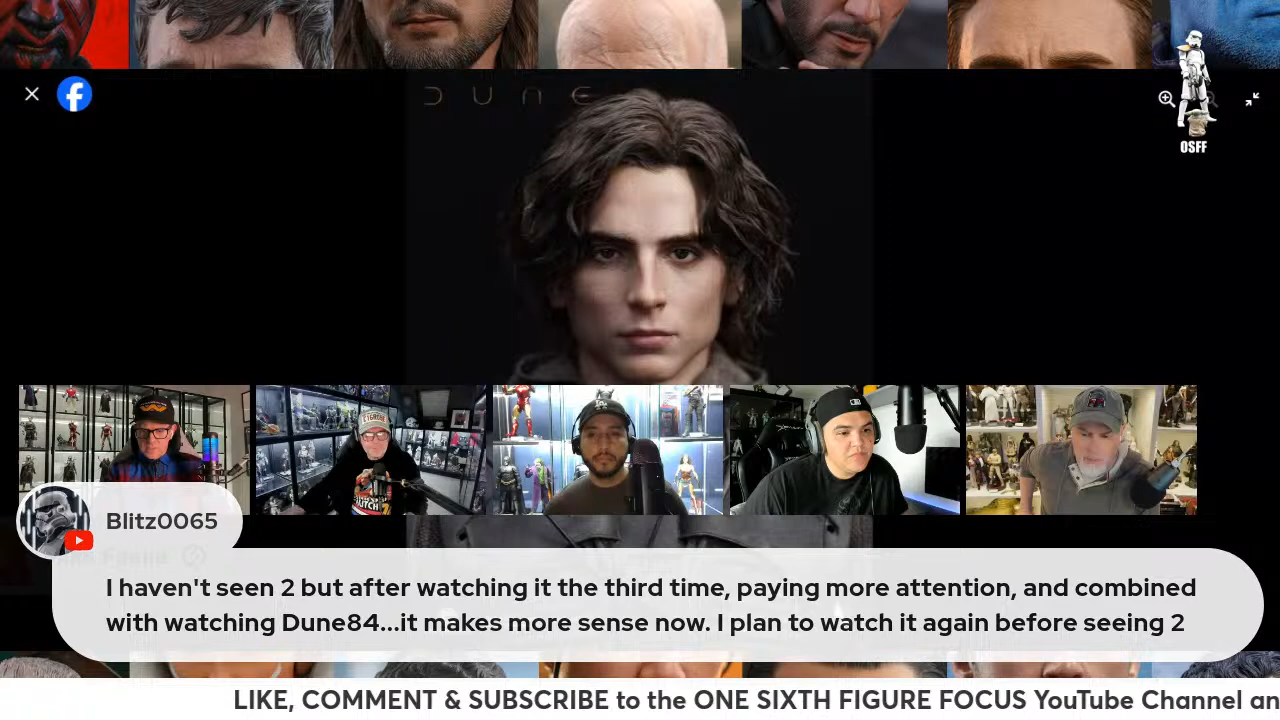 DUNE
OSFF
Blitz0065
I haven't seen 2 but after watching it the third time, paying more attention, and combined
with watching Dune84...it makes more sense now. I plan to watch it again before seeing 2
LIKE, COMMENT & SUBSCRIBE to the ONE SIXTH FIGURE FOCUS YouTube Channel an